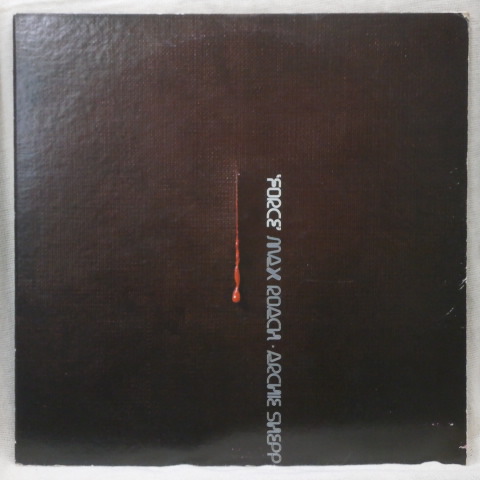 'FORCE' MAX ROACH · ARCHIE SHEPP